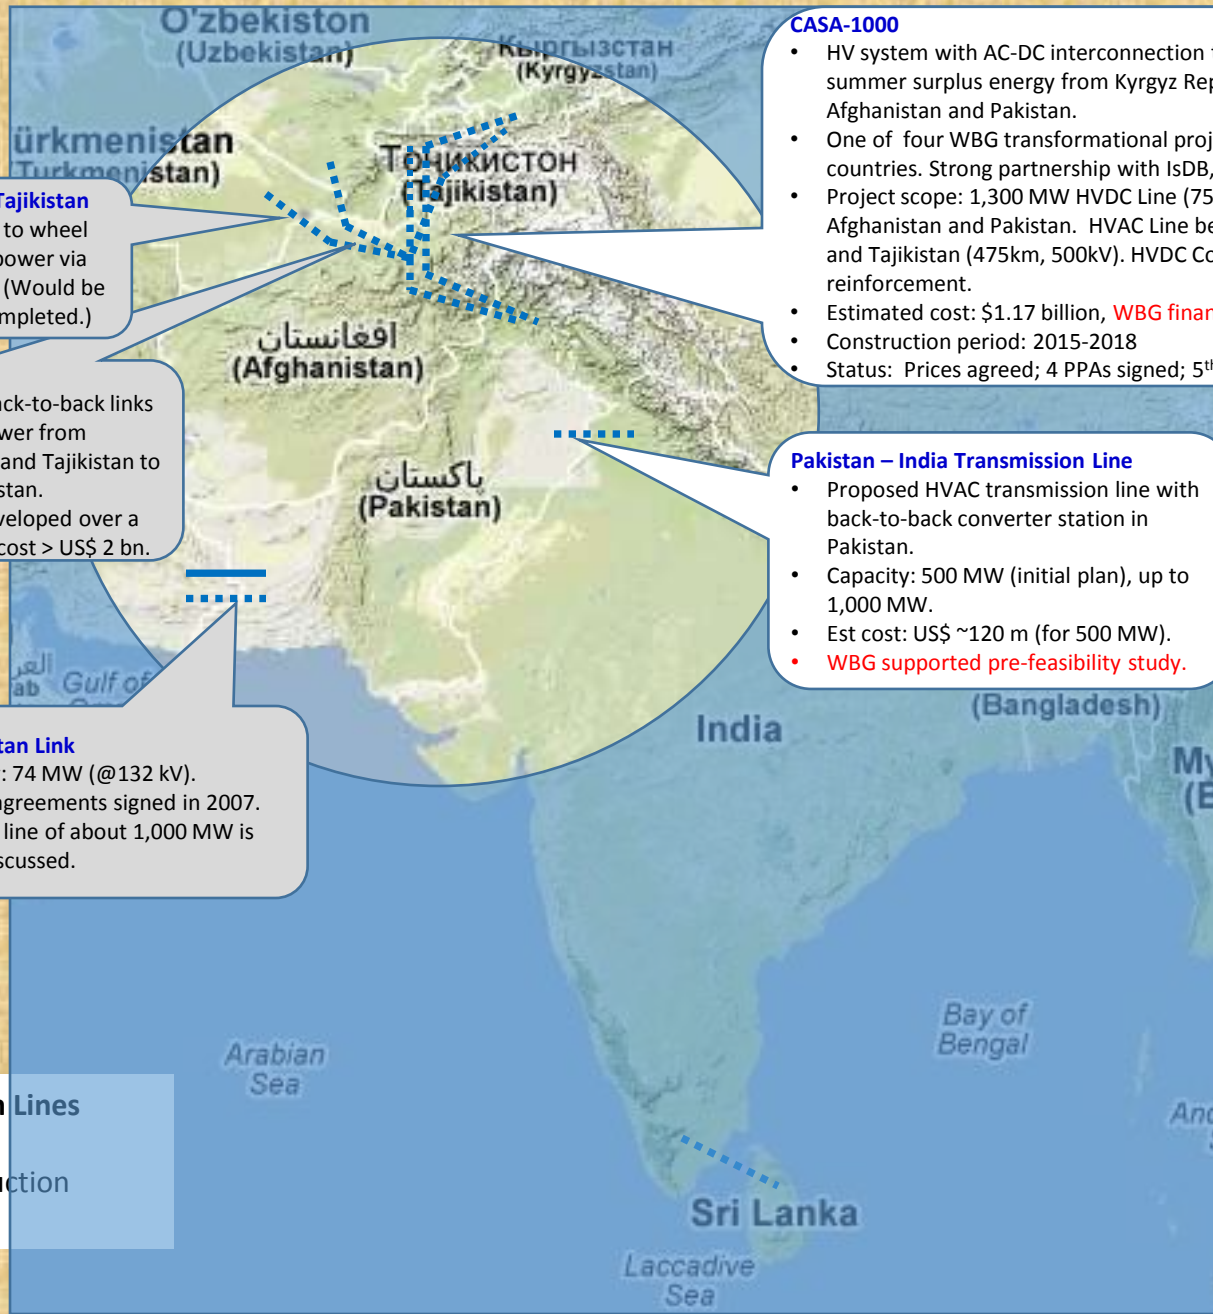 O'zbekiston
(Uzbekistan)
Кыргызстан
(Kyrgyzstan)
ürkmenistan
(Turkmenistan)
Тоҷикистон
(Tajikistan)
CASA-1000
• HV system with AC-DC interconnection
summer surplus energy from Kyrgyz Rep
Afghanistan and Pakistan.
• One of four WBG transformational proj
countries. Strong partnership with IsDB,
• Project scope: 1,300 MW HVDC Line (75
Afghanistan and Pakistan. HVAC Line be
and Tajikistan (475km, 500kV). HVDC Co
reinforcement.
• Estimated cost: $1.17 billion, WBG finan
• Construction period: 2015-2018
• Status: Prices agreed; 4 PPAs signed; 5th
Tajikistan
to wheel
power via
(Would be
mpleted.)
افغانستان
(Afghanistan)
ck-to-back links
wer from
and Tajikistan to
stan.
veloped over a
cost > US$ 2 bn.
پاکستان
(Pakistan)
Pakistan – India Transmission Line
• Proposed HVAC transmission line with
back-to-back converter station in
Pakistan.
• Capacity: 500 MW (initial plan), up to
1,000 MW.
• Est cost: US$ ~120 m (for 500 MW).
• WBG supported pre-feasibility study.
العر
ab
Gulf of
tan Link
: 74 MW (@132 kV).
agreements signed in 2007.
line of about 1,000 MW is
scussed.
India
(Bangladesh)
My
(B
Arabian
Sea
Bay of
Bengal
And
n Lines
uction
Sri Lanka
Laccadive
Sea